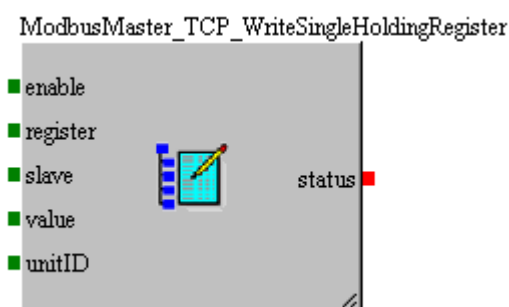 ModbusMaster_TCP_WriteSingleHoldingRegister
enable
register
slave
status
value
unitID